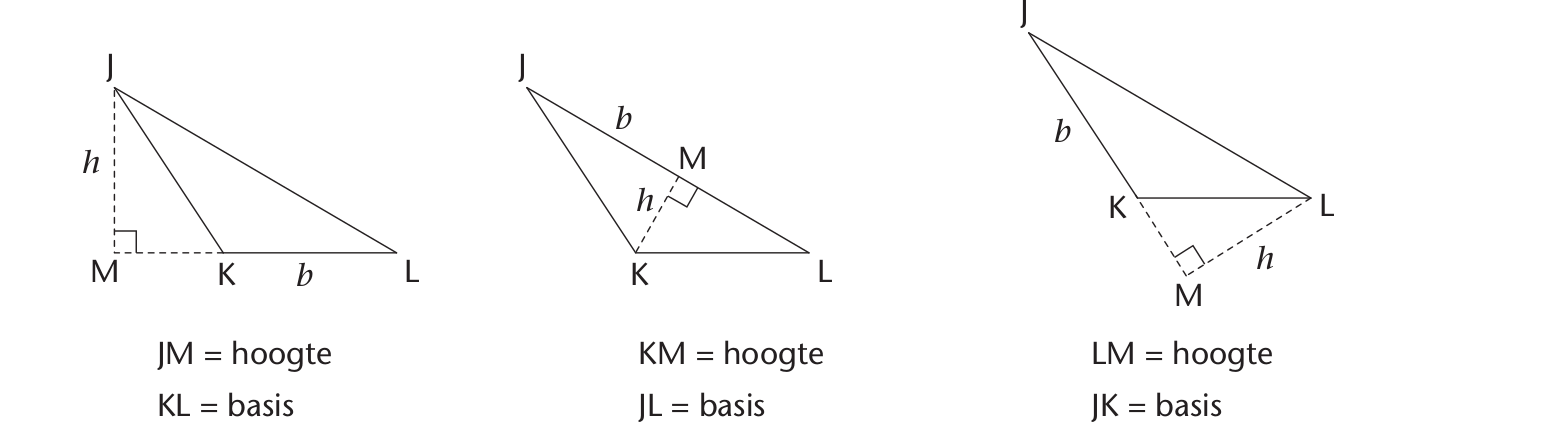 J
h
M
K
b
L
JM = hoogte
KL = basis
J
b
M
h
K
L
KM = hoogte
JL = basis
J
b
K
L
h
M
LM = hoogte
JK = basis